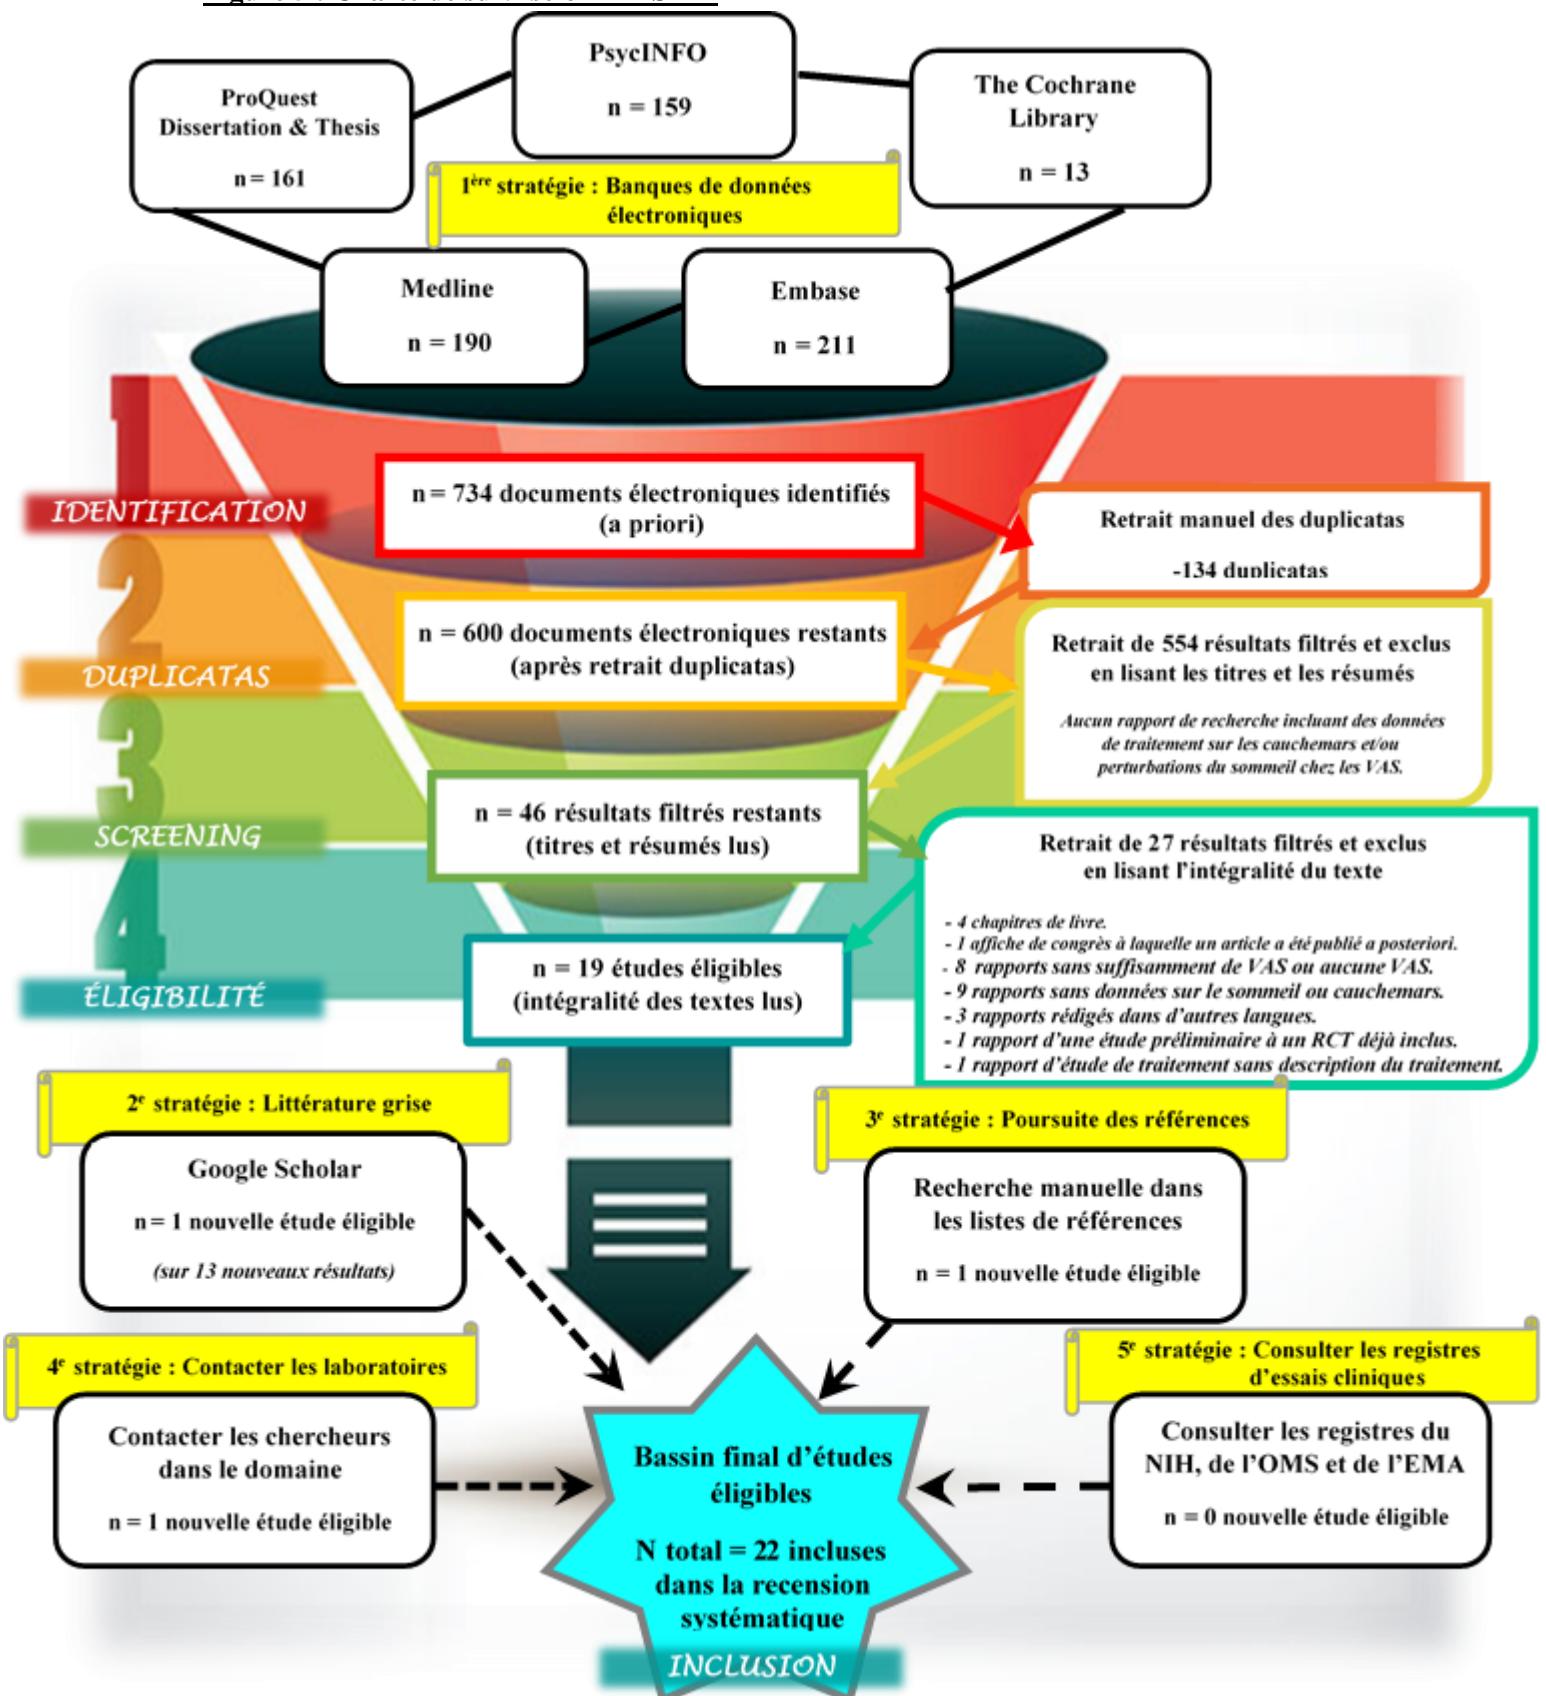 PsycINFO
n = 159
ProQuest
Dissertation & Thesis
n = 161
The Cochrane
Library
n = 13
1ère stratégie : Banques de données
électroniques
Medline
n = 190
Embase
n = 211
1
IDENTIFICATION
n = 734 documents électroniques identifiés
(a priori)
Retrait manuel des duplicatas
-134 duplicatas
2
DUPLICATAS
n = 600 documents électroniques restants
(après retrait duplicatas)
Retrait de 554 résultats filtrés et exclus
en lisant les titres et les résumés
Aucun rapport de recherche incluant des données
de traitement sur les cauchemars et/ou
perturbations du sommeil chez les VAS.
3
SCREENING
n = 46 résultats filtrés restants
(titres et résumés lus)
Retrait de 27 résultats filtrés et exclus
en lisant l'intégralité du texte
- 4 chapitres de livre.
- 1 affiche de congrès à laquelle un article a été publié a posteriori.
- 8 rapports sans suffisamment de VAS ou aucune VAS.
- 9 rapports sans données sur le sommeil ou cauchemars.
- 3 rapports rédigés dans d'autres langues.
- 1 rapport d'une étude préliminaire à un RCT déjà inclus.
- 1 rapport d'étude de traitement sans description du traitement.
4
ÉLIGIBILITÉ
n = 19 études éligibles
(intégralité des textes lus)
2e stratégie : Littérature grise
Google Scholar
n = 1 nouvelle étude éligible
(sur 13 nouveaux résultats)
3e stratégie : Poursuite des références
Recherche manuelle dans
les listes de références
n = 1 nouvelle étude éligible
4e stratégie : Contacter les laboratoires
Contacter les chercheurs
dans le domaine
n = 1 nouvelle étude éligible
5e stratégie : Consulter les registres
d'essais cliniques
Consulter les registres du
NIH, de l'OMS et de l'EMA
n = 0 nouvelle étude éligible
Bassin final d'études
éligibles
N total = 22 incluses
dans la recension
systématique
INCLUSION